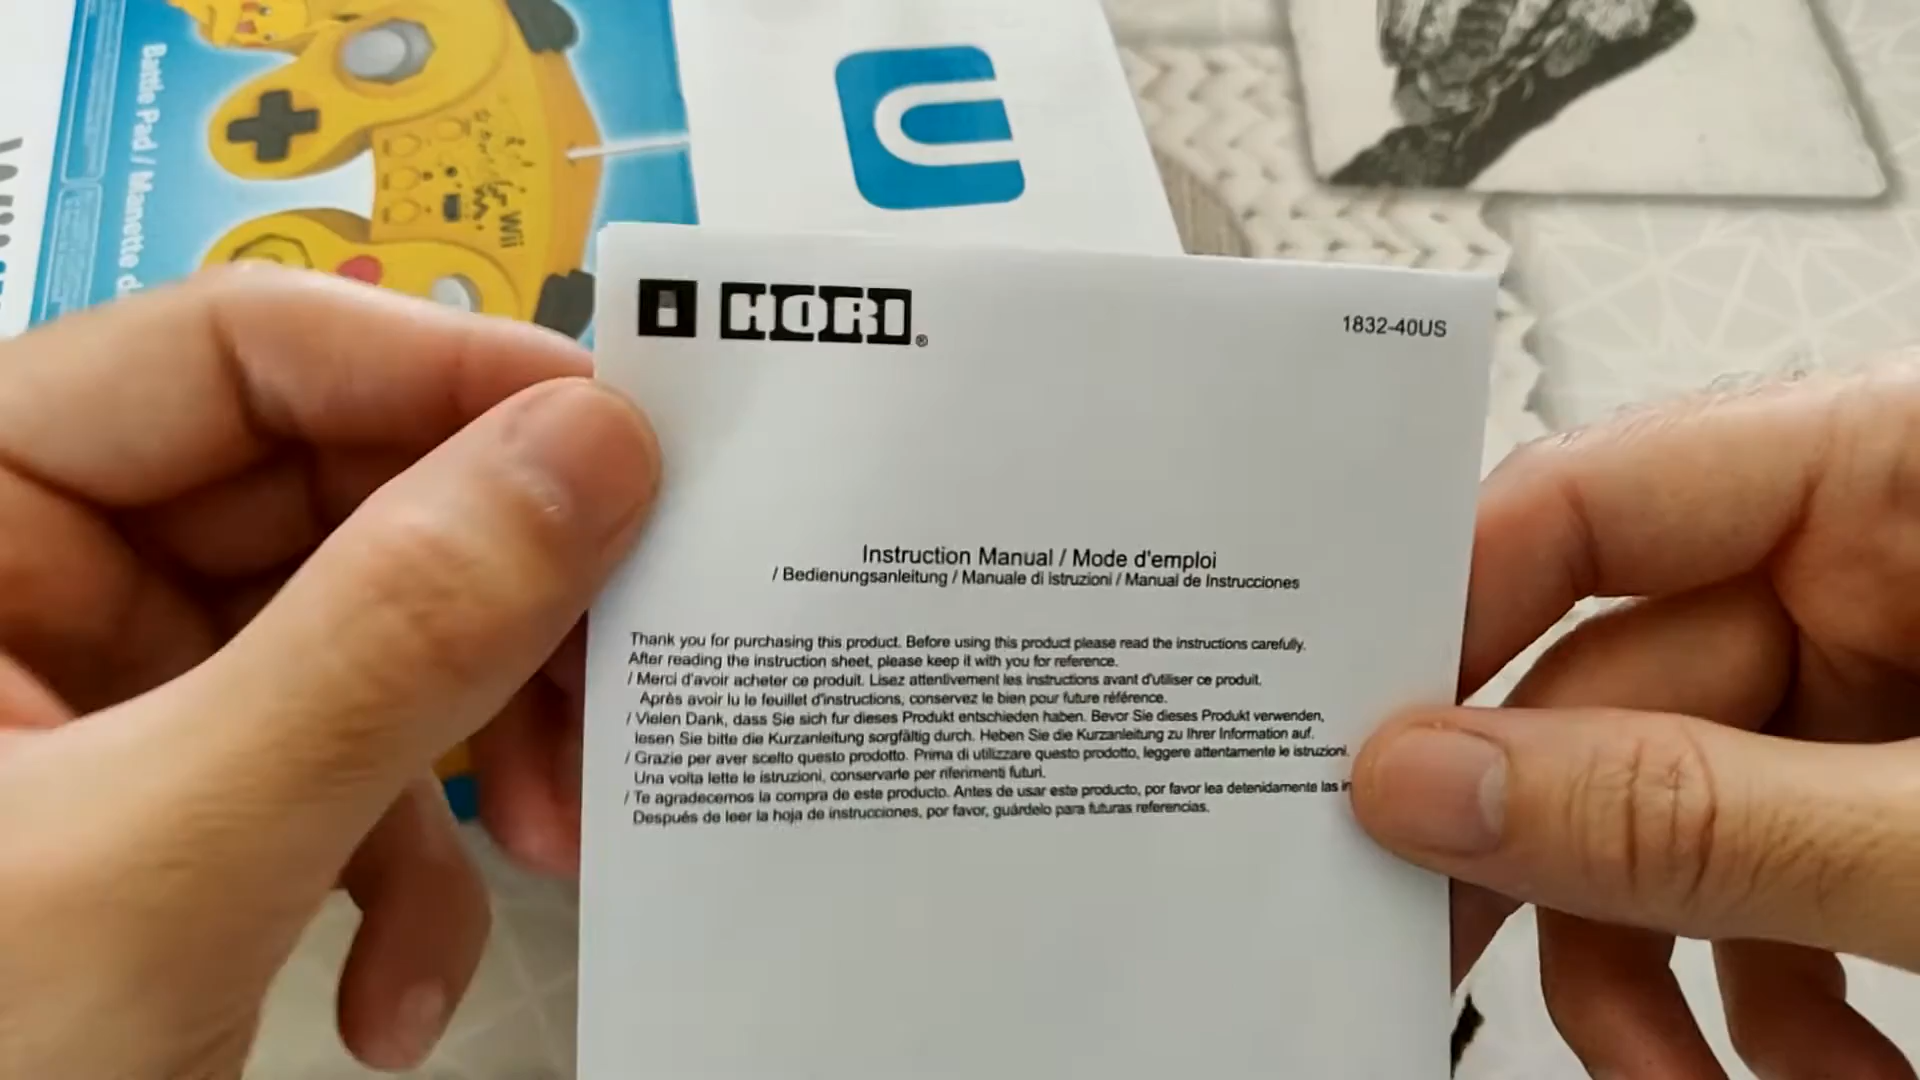 Battle Pad / Manette d
Wii
HORI®
1832-40US
Instruction Manual / Mode d'emploi
/ Bedienungsanleitung / Manuale di istruzioni / Manual de Instrucciones
Thank you for purchasing this product. Before using this product please read the instructions carefully.
After reading the instruction sheet, please keep it with you for reference.
/ Merci d'avoir acheter ce produit. Lisez attentivement les instructions avant d'utiliser ce produit.
Après avoir lu le feuillet d'instructions, conservez le bien pour future référence.
/ Vielen Dank, dass Sie sich fur dieses Produkt entschieden haben. Bevor Sie dieses Produkt verwenden,
lesen Sie bitte die Kurzanleitung sorgfältig durch. Heben Sie die Kurzanleitung zu Ihrer Information auf.
/ Grazie per aver scelto questo prodotto. Prima di utilizzare questo prodotto, leggere attentamente le istruzioni.
Una volta lette le istruzioni, conservarle per riferimenti futuri.
/ Te agradecemos la compra de este producto. Antes de usar este producto, por favor lea detenidamente las in
Después de leer la hoja de instrucciones, por favor, guárdelo para futuras referencias.